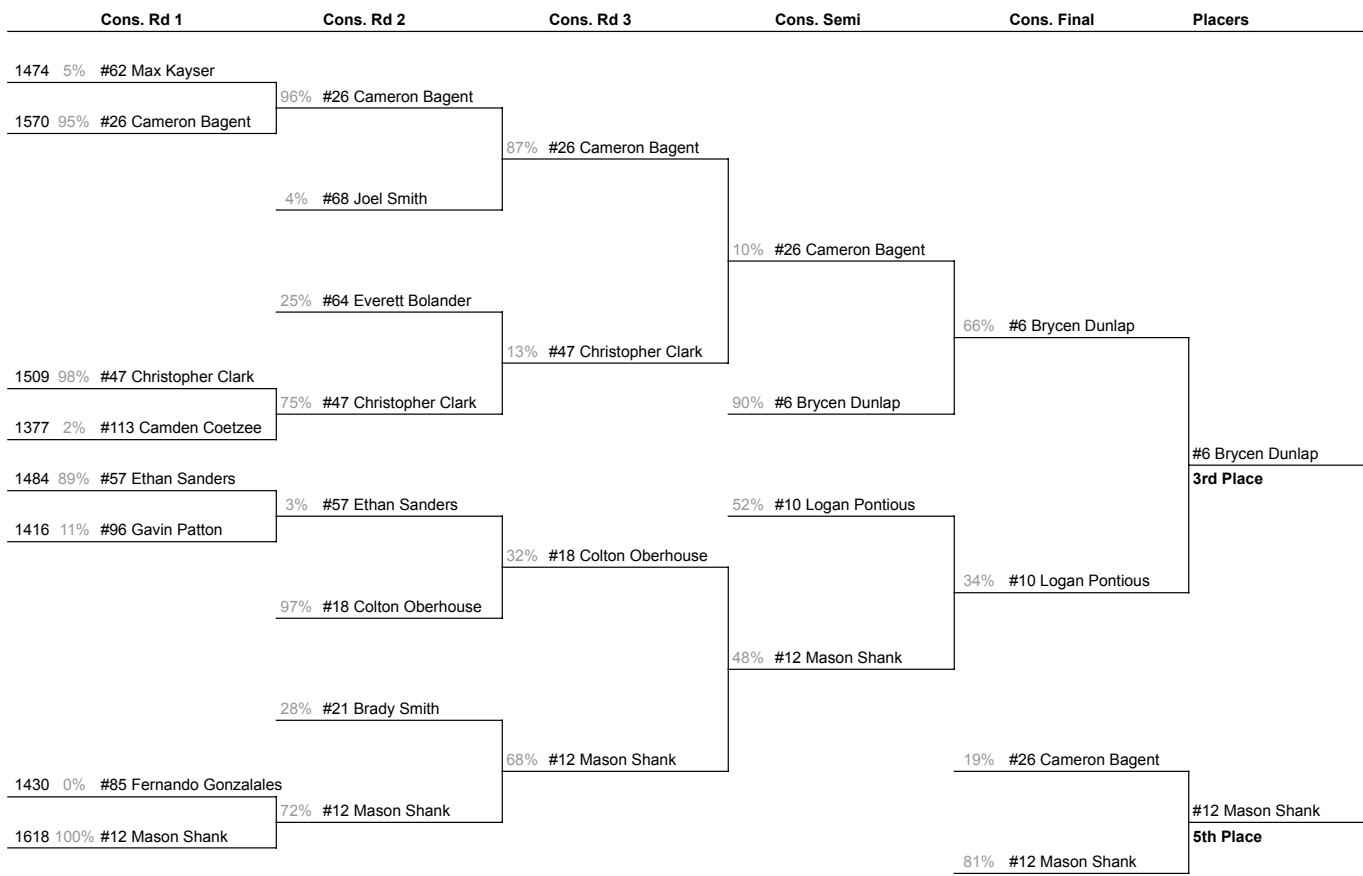 Cons. Rd 1 Cons. Rd 2 Cons. Rd 3 Cons. Semi Cons. Final Placers
1474 5% #62 Max Kayser
96% #26 Cameron Bagent
1570 95% #26 Cameron Bagent
87% #26 Cameron Bagent
4% #68 Joel Smith
10% #26 Cameron Bagent
25% #64 Everett Bolander
66% #6 Brycen Dunlap
13% #47 Christopher Clark
1509 98% #47 Christopher Clark
75% #47 Christopher Clark 90% #6 Brycen Dunlap
1377 2% #113 Camden Coetzee
#6 Brycen Dunlap
1484 89% #57 Ethan Sanders
3rd Place
3% #57 Ethan Sanders 52% #10 Logan Pontious
1416 11% #96 Gavin Patton
32% #18 Colton Oberhouse
34% #10 Logan Pontious
97% #18 Colton Oberhouse
48% #12 Mason Shank
28% #21 Brady Smith
68% #12 Mason Shank 19% #26 Cameron Bagent
1430 0% #85 Fernando Gonzalales
72% #12 Mason Shank #12 Mason Shank
1618 100% #12 Mason Shank 5th Place
81% #12 Mason Shank